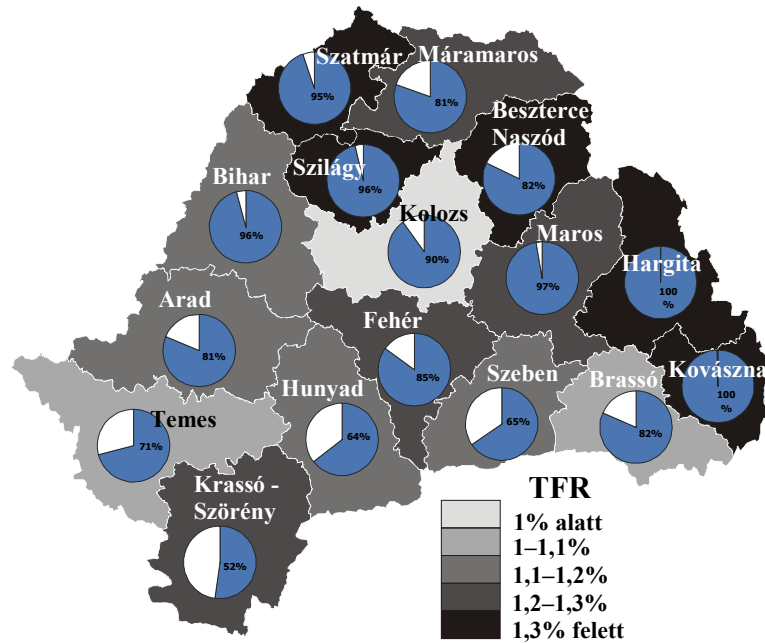 Szatmár
95%
Máramaros
81%
Beszterce
Naszód
82%
Szilágy
96%
Bihar
96%
Kolozs
90%
Maros
97%
Hargita
100
%
Arad
81%
Fehér
85%
Kovászna
100
%
Hunyad
64%
Szeben
65%
Brassó
82%
Temes
71%
Krassó -
Szörény
52%
TFR
1% alatt
1–1,1%
1,1–1,2%
1,2–1,3%
1,3% felett